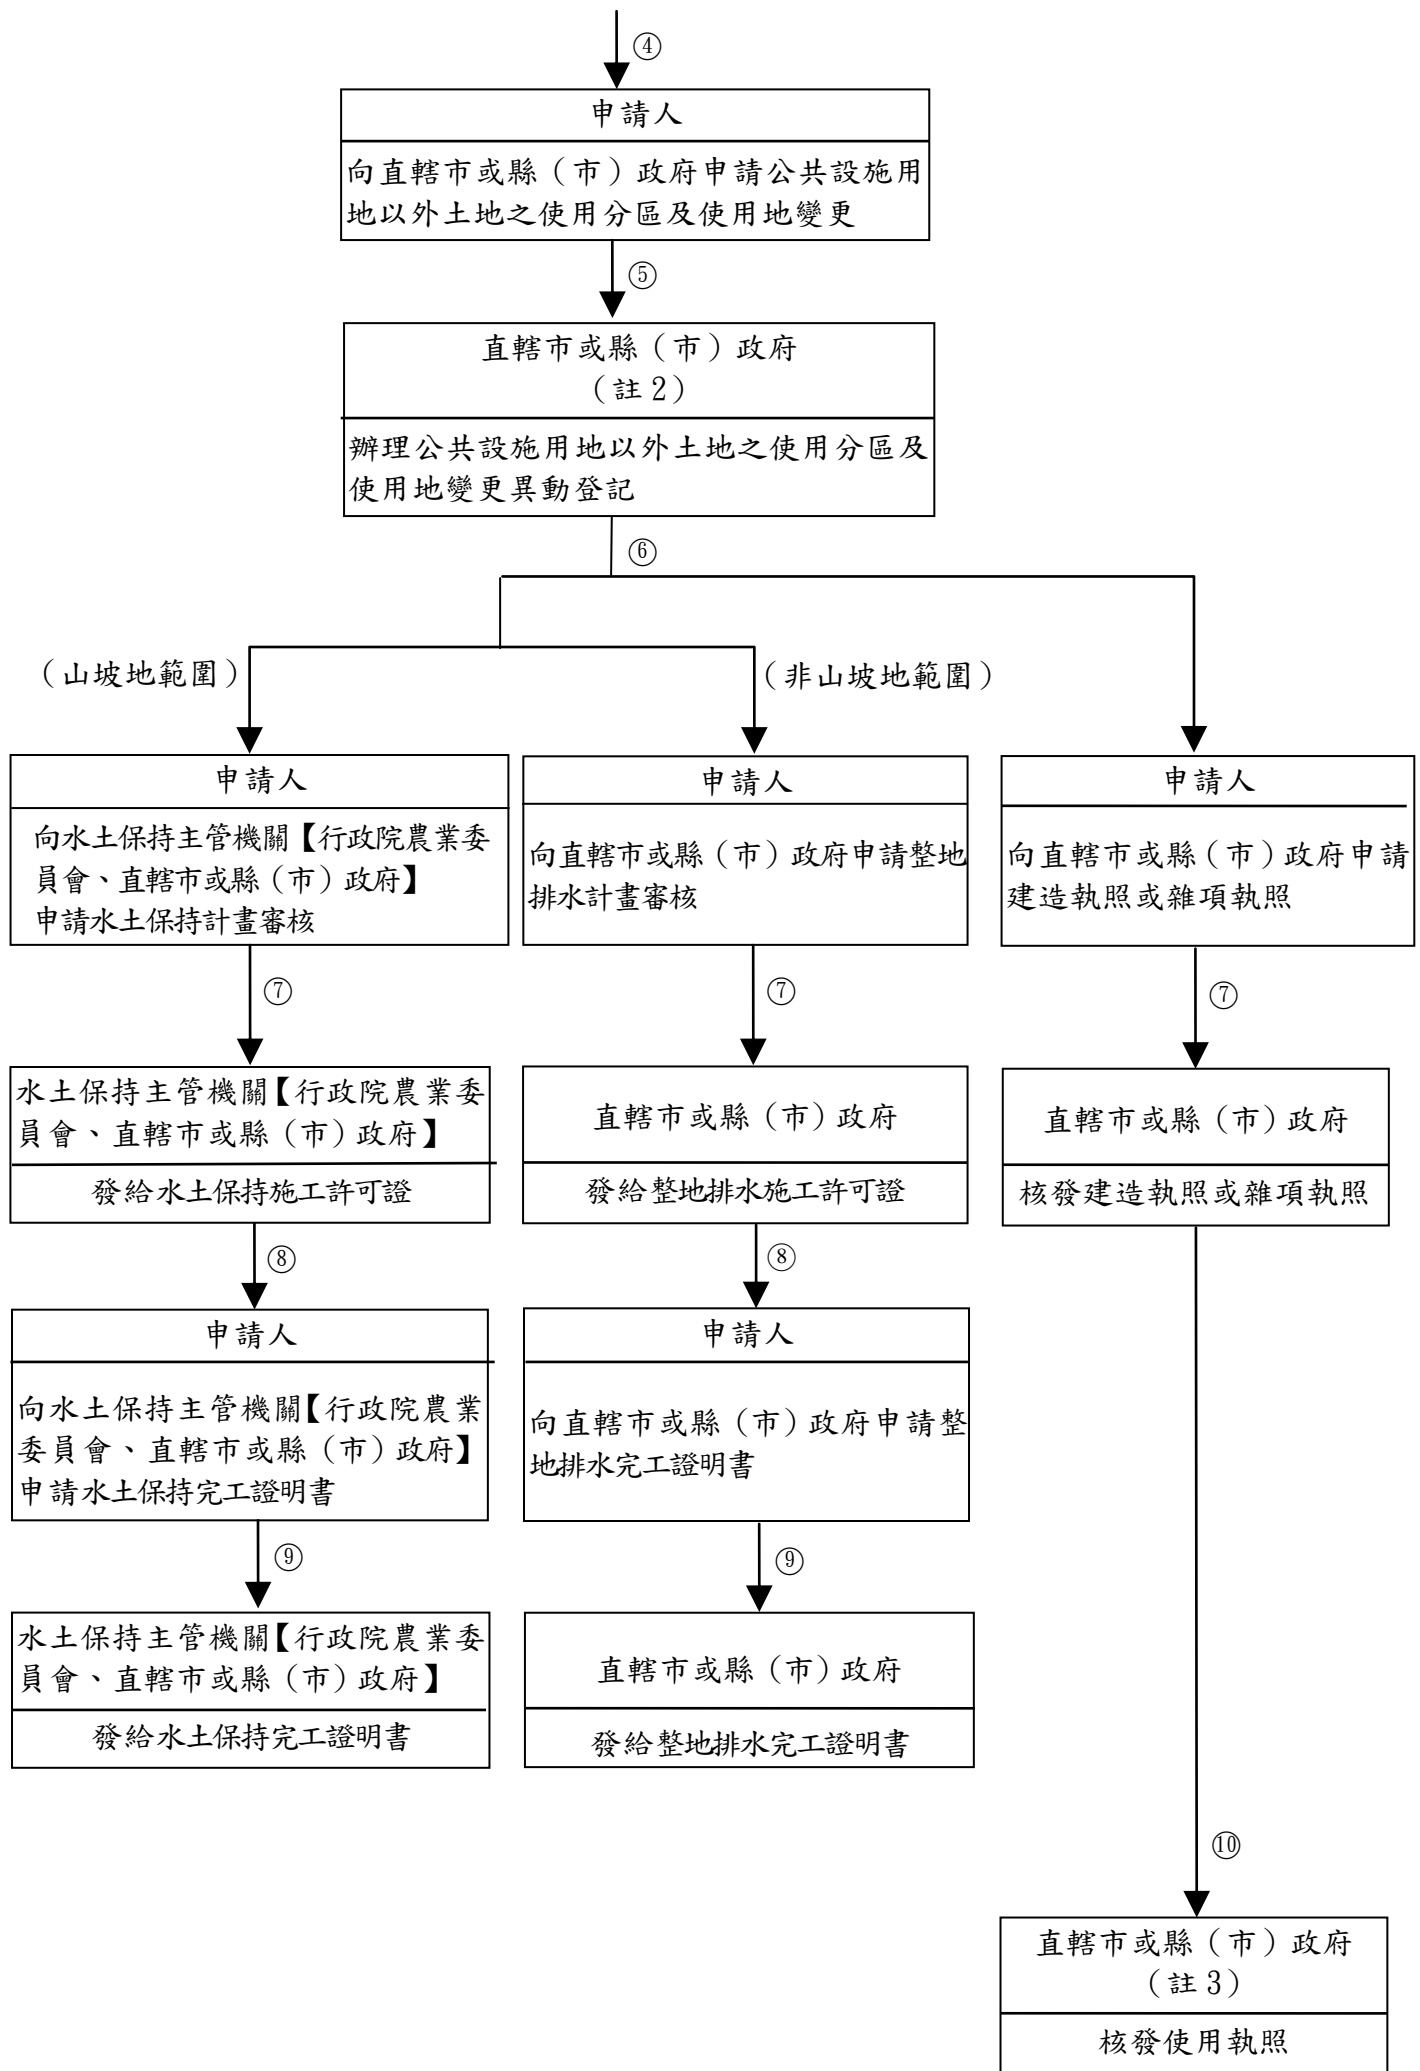 ④
申請人
向直轄市或縣（市）政府申請公共設施用
地以外土地之使用分區及使用地變更
⑤
直轄市或縣（市）政府
（註2）
辦理公共設施用地以外土地之使用分區及
使用地變更異動登記
⑥
（山坡地範圍）
（非山坡地範圍）
申請人
向水土保持主管機關【行政院農業委
員會、直轄市或縣（市）政府】
申請水土保持計畫審核
申請人
向直轄市或縣（市）政府申請整地
排水計畫審核
申請人
向直轄市或縣（市）政府申請
建造執照或雜項執照
⑦
⑦
⑦
水土保持主管機關【行政院農業委
員會、直轄市或縣（市）政府】
發給水土保持施工許可證
直轄市或縣（市）政府
發給整地排水施工許可證
直轄市或縣（市）政府
核發建造執照或雜項執照
⑧
⑧
申請人
向水土保持主管機關【行政院農業
委員會、直轄市或縣（市）政府】
申請水土保持完工證明書
申請人
向直轄市或縣（市）政府申請整
地排水完工證明書
⑨
⑨
水土保持主管機關【行政院農業委
員會、直轄市或縣（市）政府】
發給水土保持完工證明書
直轄市或縣（市）政府
發給整地排水完工證明書
⑩
直轄市或縣（市）政府
（註3）
核發使用執照